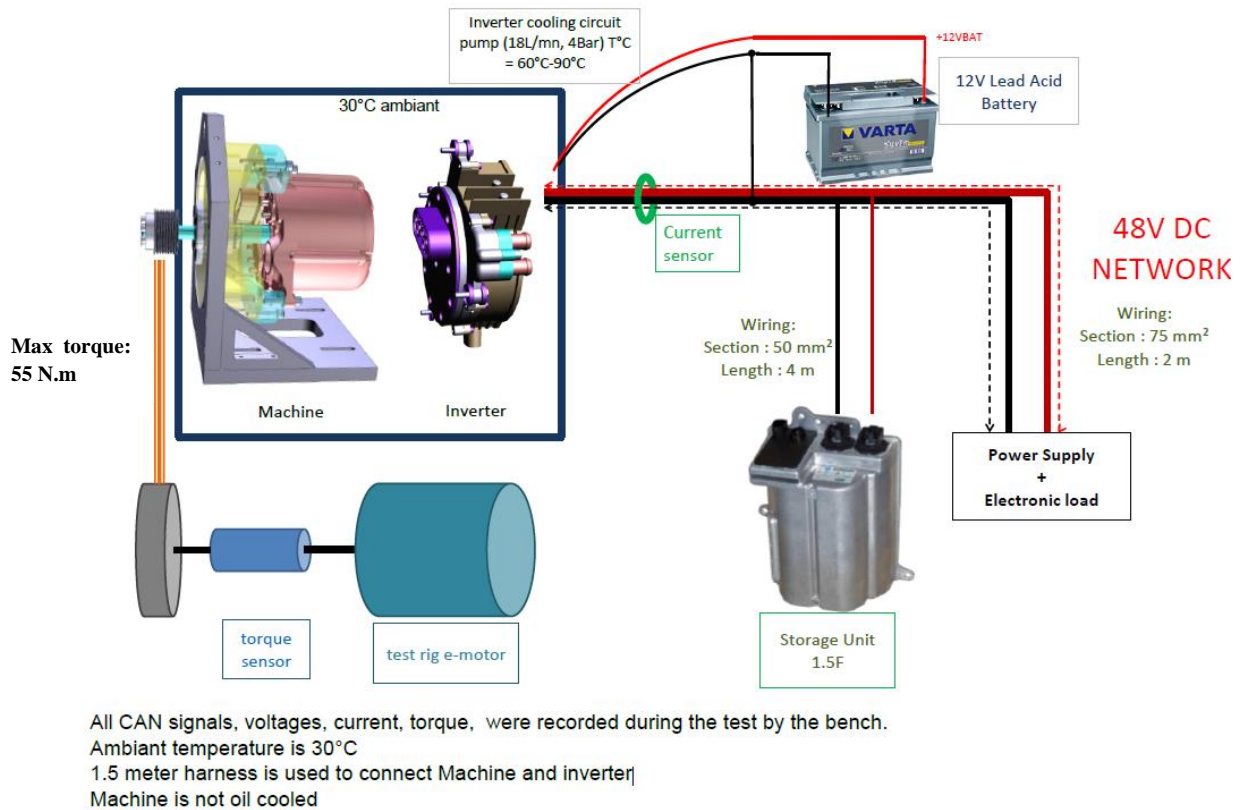 Inverter cooling circuit
pump (18L/mn, 4Bar) T°C
= 60°C-90°C
+12VBAT
12V Lead Acid
Battery
VARTA
30°C ambiant
Current
sensor
48V DC
NETWORK
Wiring:
Section : 50 mm²
Length : 4 m
Wiring:
Section : 75 mm²
Length : 2 m
Max torque:
55 N.m
Machine
Inverter
Power Supply
+
Electronic load
torque
sensor
test rig e-motor
Storage Unit
1.5F
All CAN signals, voltages, current, torque, were recorded during the test by the bench.
Ambiant temperature is 30°C
1.5 meter harness is used to connect Machine and inverter
Machine is not oil cooled